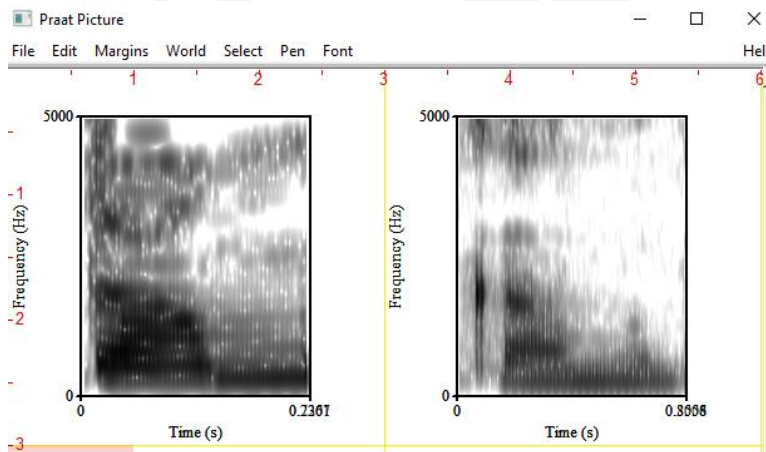 Praat Picture
File Edit Margins World Select Pen Font Hel
1 2 3 4 5 6
5000 5000
-1
Frequency (Hz) Frequency (Hz)
-2
0 0
0 0 
Time (s) Time (s)
-3